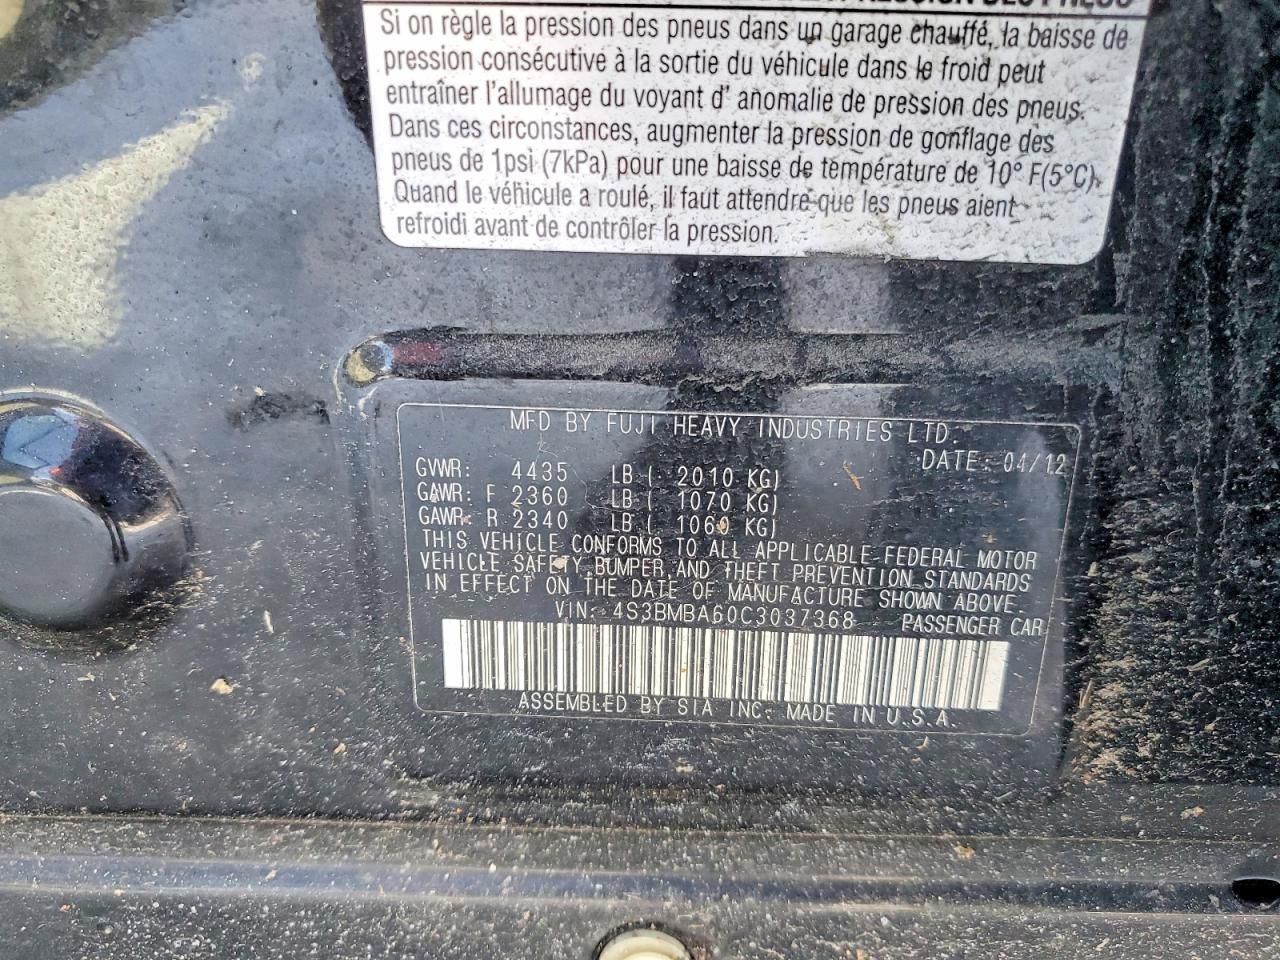 Si on règle la pression des pneus dans un garage chauffé, la baisse de
pression consécutive à la sortie du véhicule dans le froid peut
entraîner l'allumage du voyant d' anomalie de pression des pneus.
Dans ces circonstances, augmenter la pression de gonflage des
pneus de 1psi (7kPa) pour une baisse de température de 10° F(5°C).
Quand le véhicule a roulé, il faut attendre que les pneus aient
refroidi avant de contrôler la pression.
MFD BY FUJI HEAVY INDUSTRIES LTD.
DATE: 04/12
GVWR: 4435 LB ( 2010 KG)
GAWR: F 2360 LB ( 1070 KG)
GAWR: R 2340 LB ( 1060 KG)
THIS VEHICLE CONFORMS TO ALL APPLICABLE FEDERAL MOTOR
VEHICLE SAFETY, BUMPER, AND THEFT PREVENTION STANDARDS
IN EFFECT ON THE DATE OF MANUFACTURE SHOWN ABOVE.
VIN: 4S3BMBA60C3037368 PASSENGER CAR
ASSEMBLED BY SIA INC. MADE IN U.S.A.